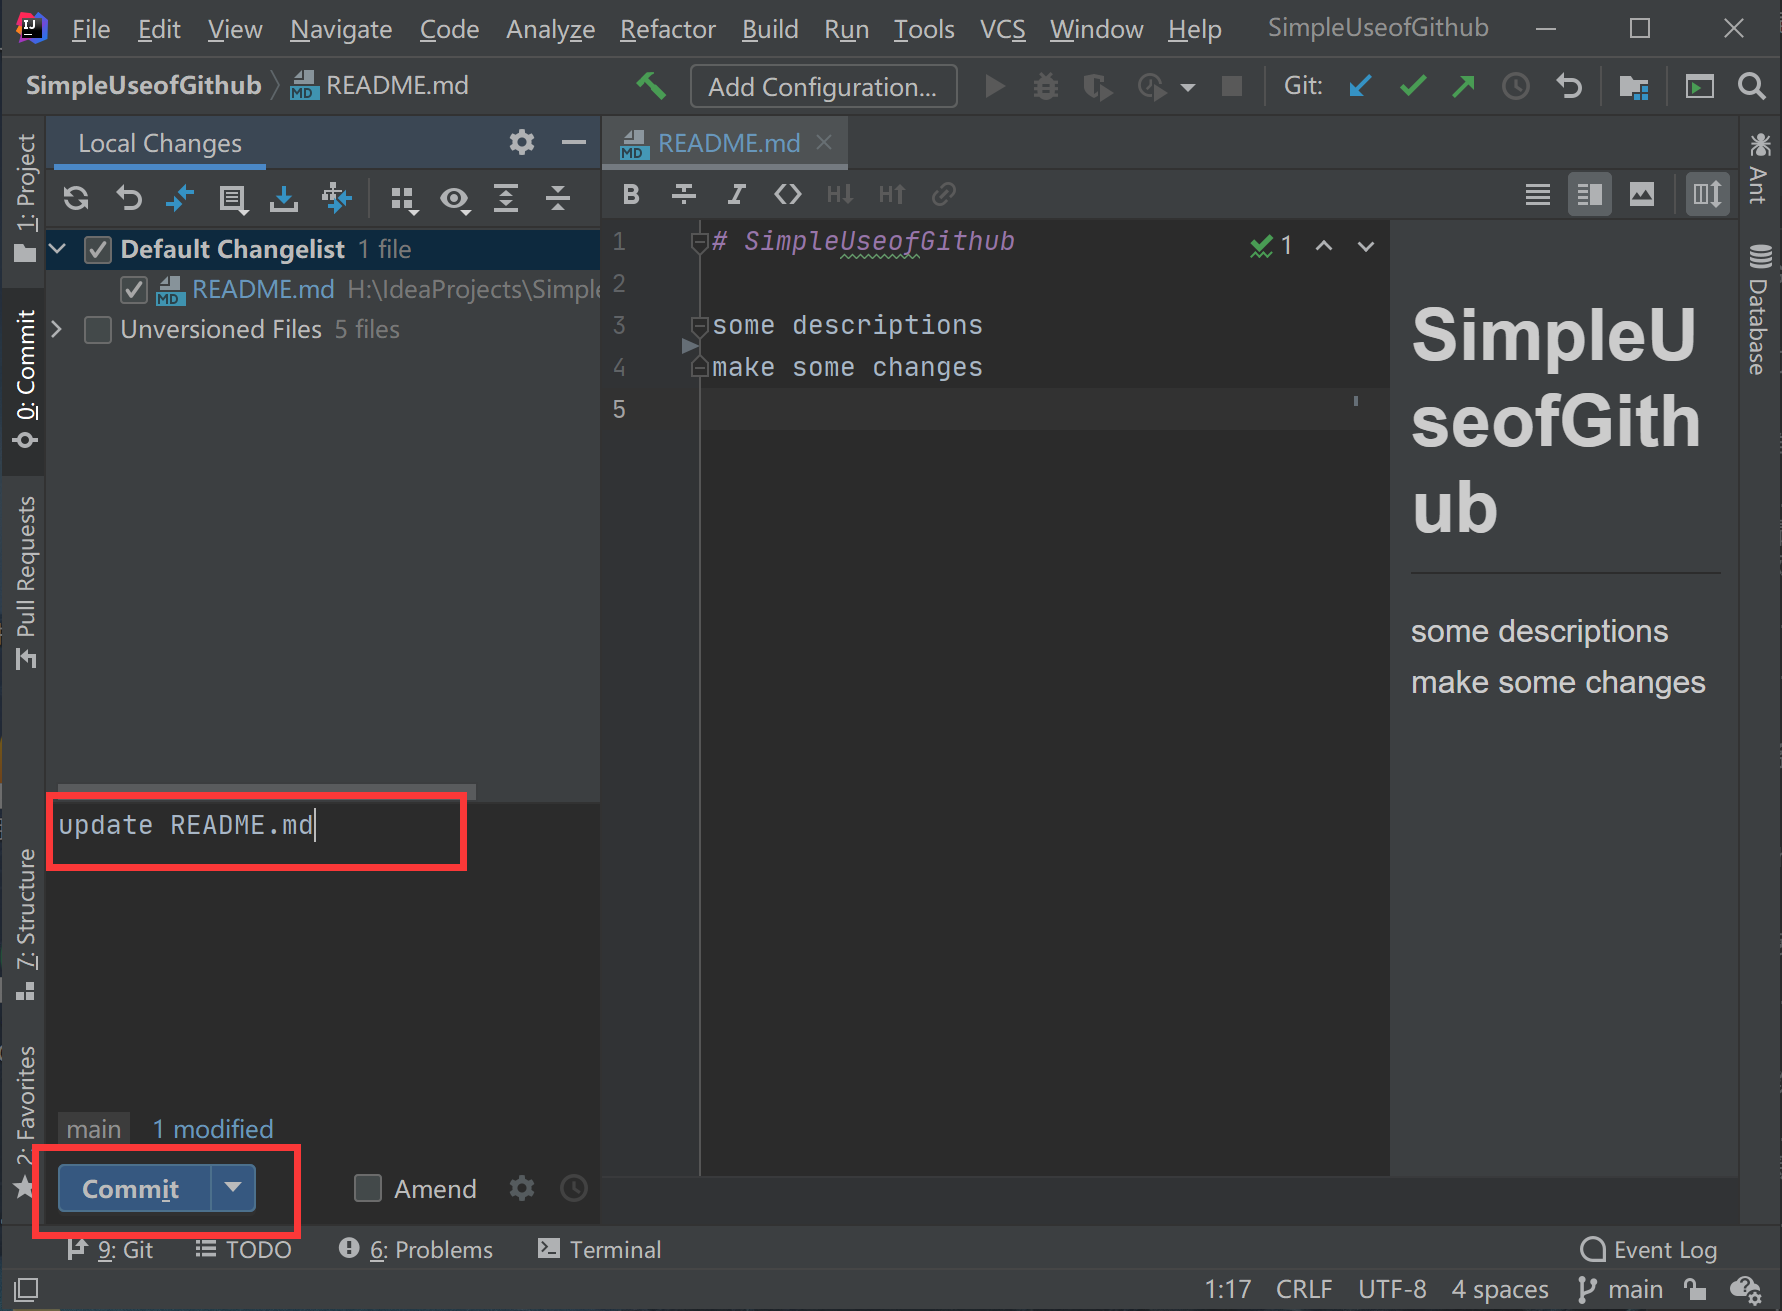 File Edit View Navigate Code Analyze Refactor Build Run Tools VCS Window Help SimpleUseofGithub
SimpleUseofGithub README.md Add Configuration... Git:
1: Project
0: Commit
Pull Requests
7: Structure
2: Favorites
Local Changes
Default Changelist 1 file
README.md H:\IdeaProjects\Simple
Unversioned Files 5 files
update README.md
main 1 modified
Commit Amend
README.md
B I H↓ H↑
1 # SimpleUseofGithub 1
2
3 some descriptions
4 make some changes
5
SimpleU
seofGith
ub
some descriptions
make some changes
Ant
Database
9: Git TODO 6: Problems Terminal Event Log
1:17 CRLF UTF-8 4 spaces main